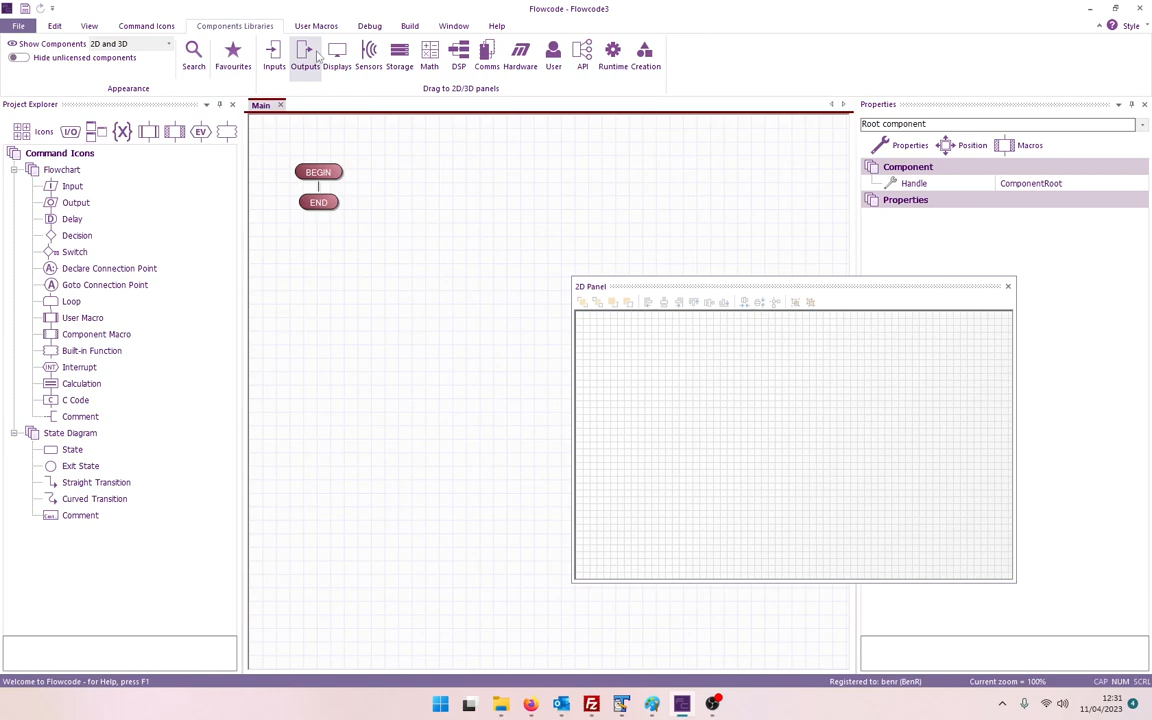 Flowcode - Flowcode3
File Edit View Command Icons Components Libraries User Macros Debug Build Window Help Style
Show Components 2D and 3D
Hide unlicensed components
Search Favourites Inputs Outputs Displays Sensors Storage Math DSP Comms Hardware User API Runtime Creation
Appearance Drag to 2D/3D panels
Project Explorer
Main
Properties
Root component
Icons I/O {X} EV
Properties Position Macros
Command Icons
Component
Flowchart
Handle ComponentRoot
Input
Properties
Output
Delay
Decision
Switch
Declare Connection Point
Goto Connection Point
Loop
User Macro
Component Macro
Built-in Function
Interrupt
Calculation
C Code
Comment
State Diagram
State
Exit State
Straight Transition
Curved Transition
Comment
BEGIN
END
2D Panel
Welcome to Flowcode - for Help, press F1
Registered to: benr (BenR) Current zoom = 100% CAP NUM SCRL
12:31
11/04/2023
4